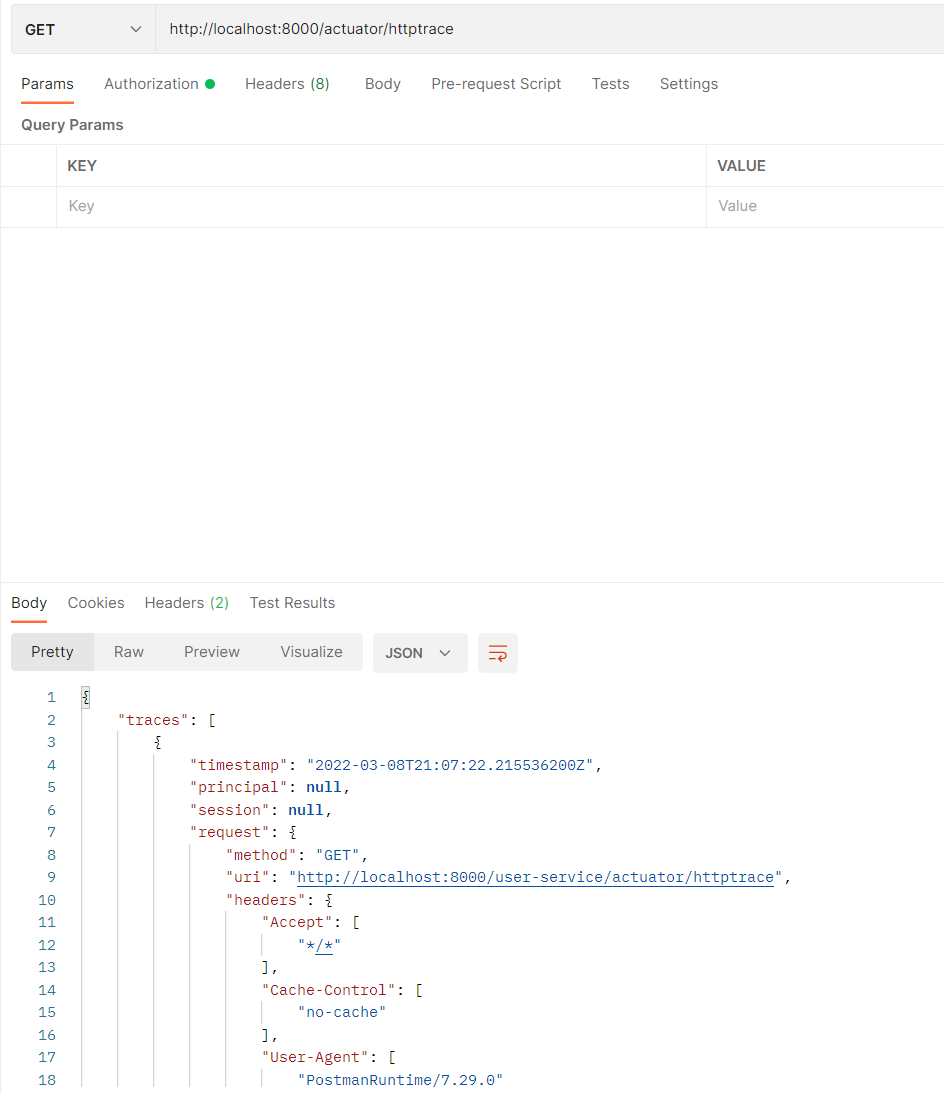 GET http://localhost:8000/actuator/httptrace
Params Authorization Headers (8) Body Pre-request Script Tests Settings
Query Params
KEY VALUE
Key Value
Body Cookies Headers (2) Test Results
Pretty Raw Preview Visualize JSON
1 {
2 "traces": [
3 {
4 "timestamp": "2022-03-08T21:07:22.215536200Z",
5 "principal": null,
6 "session": null,
7 "request": {
8 "method": "GET",
9 "uri": "http://localhost:8000/user-service/actuator/httptrace",
10 "headers": {
11 "Accept": [
12 "*/*"
13 ],
14 "Cache-Control": [
15 "no-cache"
16 ],
17 "User-Agent": [
18 "PostmanRuntime/7.29.0"